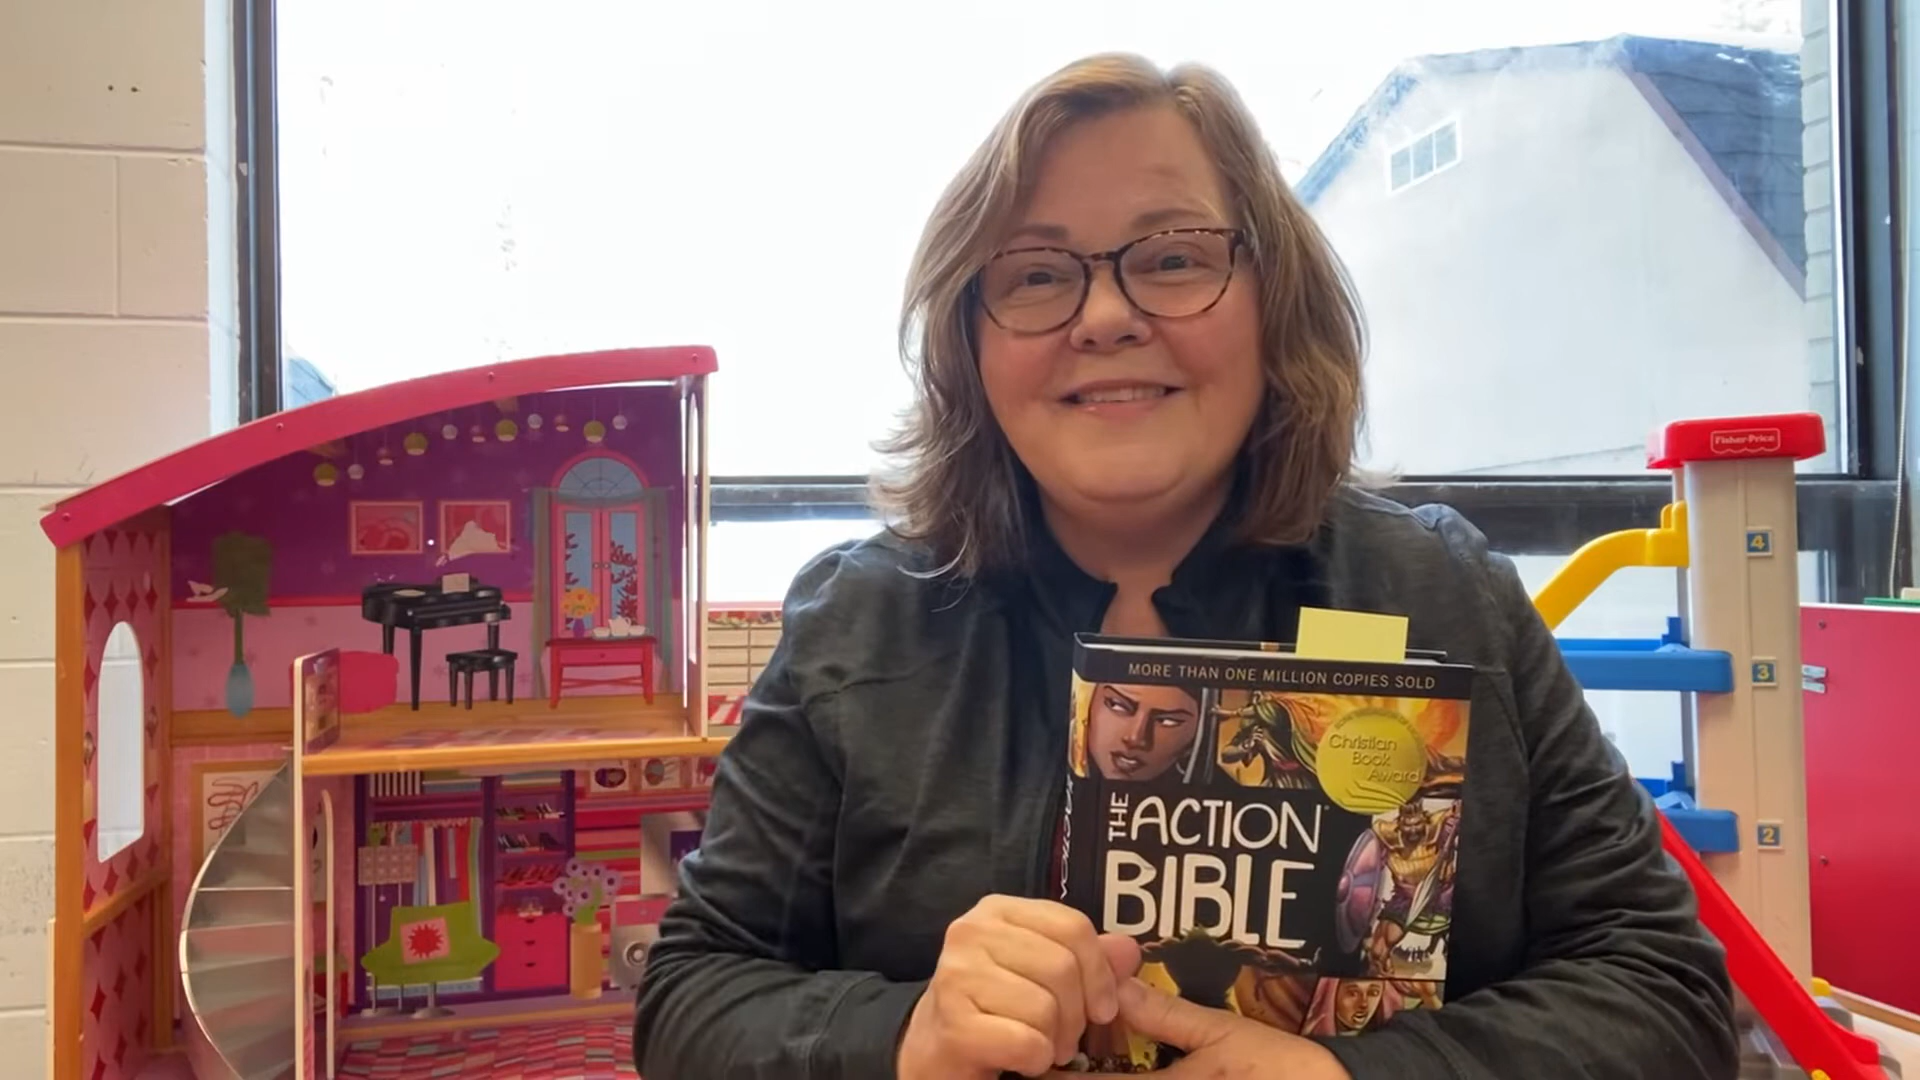 Fisher-Price
4
3
2
MORE THAN ONE MILLION COPIES SOLD
Christian
Book
Award
THE ACTION
BIBLE